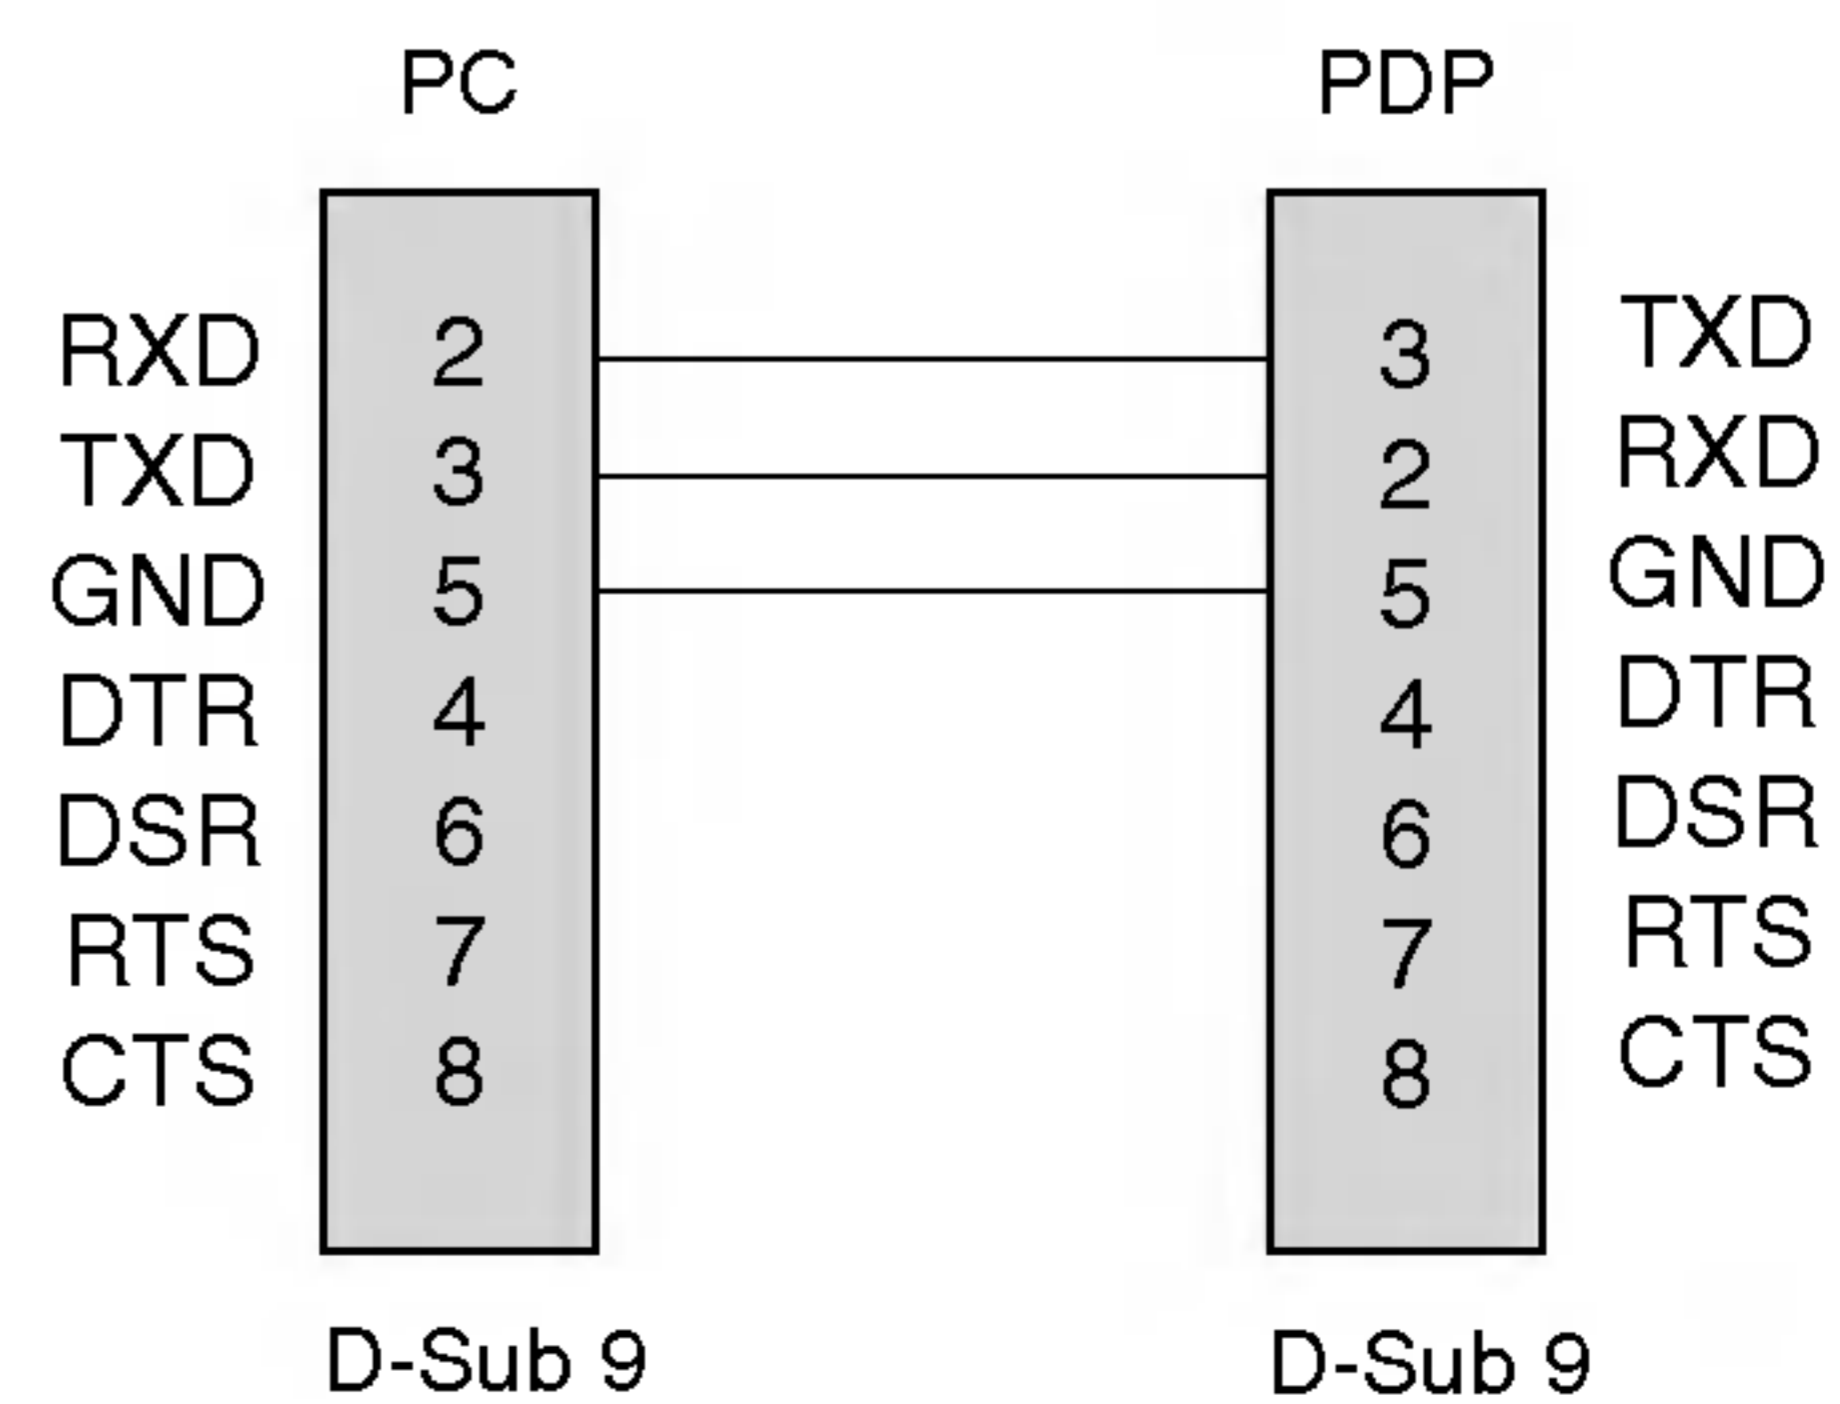 PC PDP
RXD 2 3 TXD
TXD 3 2 RXD
GND 5 5 GND
DTR 4 4 DTR
DSR 6 6 DSR
RTS 7 7 RTS
CTS 8 8 CTS
D-Sub 9 D-Sub 9